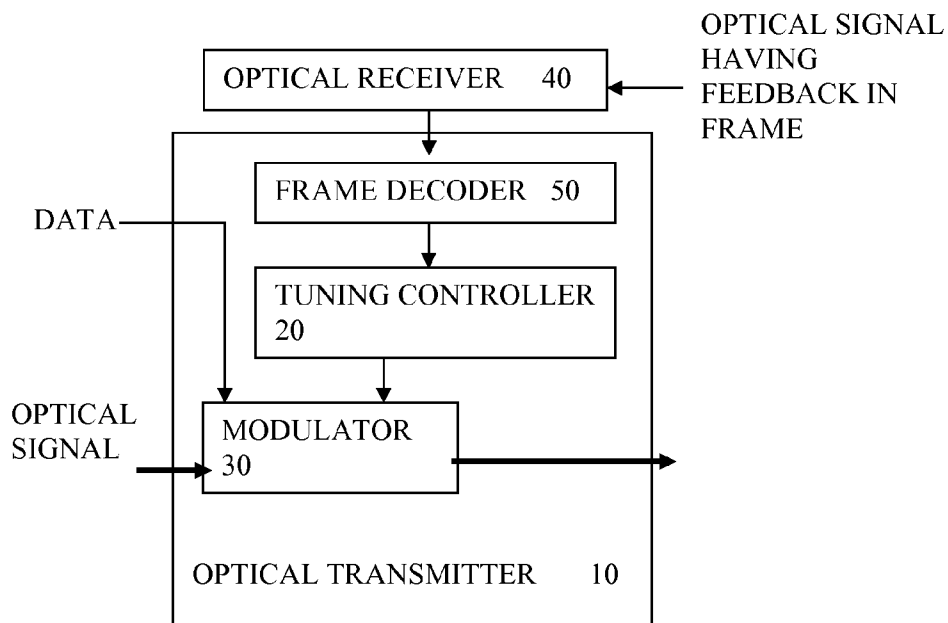 OPTICAL SIGNAL
HAVING
FEEDBACK IN
FRAME
OPTICAL RECEIVER 40
FRAME DECODER 50
DATA
TUNING CONTROLLER
20
OPTICAL
SIGNAL
MODULATOR
30
OPTICAL TRANSMITTER 10